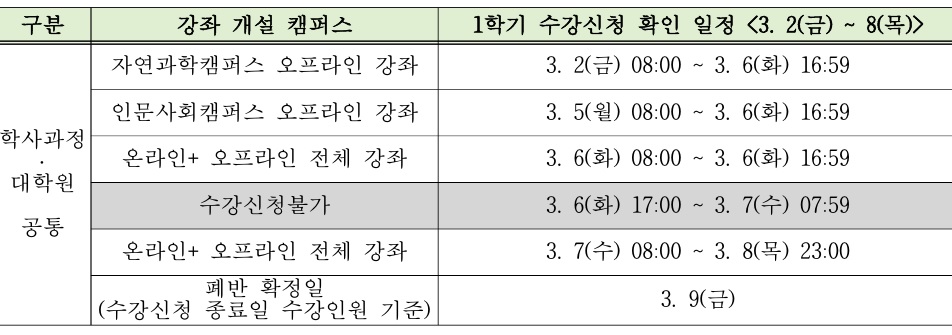 구분 강좌 개설 캠퍼스 1학기 수강신청 확인 일정 <3. 2(금) ~ 8(목)>
학사과정
·
대학원
공통
자연과학캠퍼스 오프라인 강좌 3. 2(금) 08:00 ~ 3. 6(화) 16:59
인문사회캠퍼스 오프라인 강좌 3. 5(월) 08:00 ~ 3. 6(화) 16:59
온라인+ 오프라인 전체 강좌 3. 6(화) 08:00 ~ 3. 6(화) 16:59
수강신청불가 3. 6(화) 17:00 ~ 3. 7(수) 07:59
온라인+ 오프라인 전체 강좌 3. 7(수) 08:00 ~ 3. 8(목) 23:00
폐반 확정일
(수강신청 종료일 수강인원 기준) 3. 9(금)